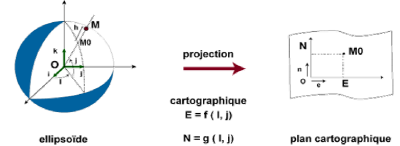 h
M
M0
k
O
j
i
j
l
ellipsoïde
projection
cartographique
E = f ( l, j)
N = g ( l, j)
N
M0
n
O
e
E
plan cartographique